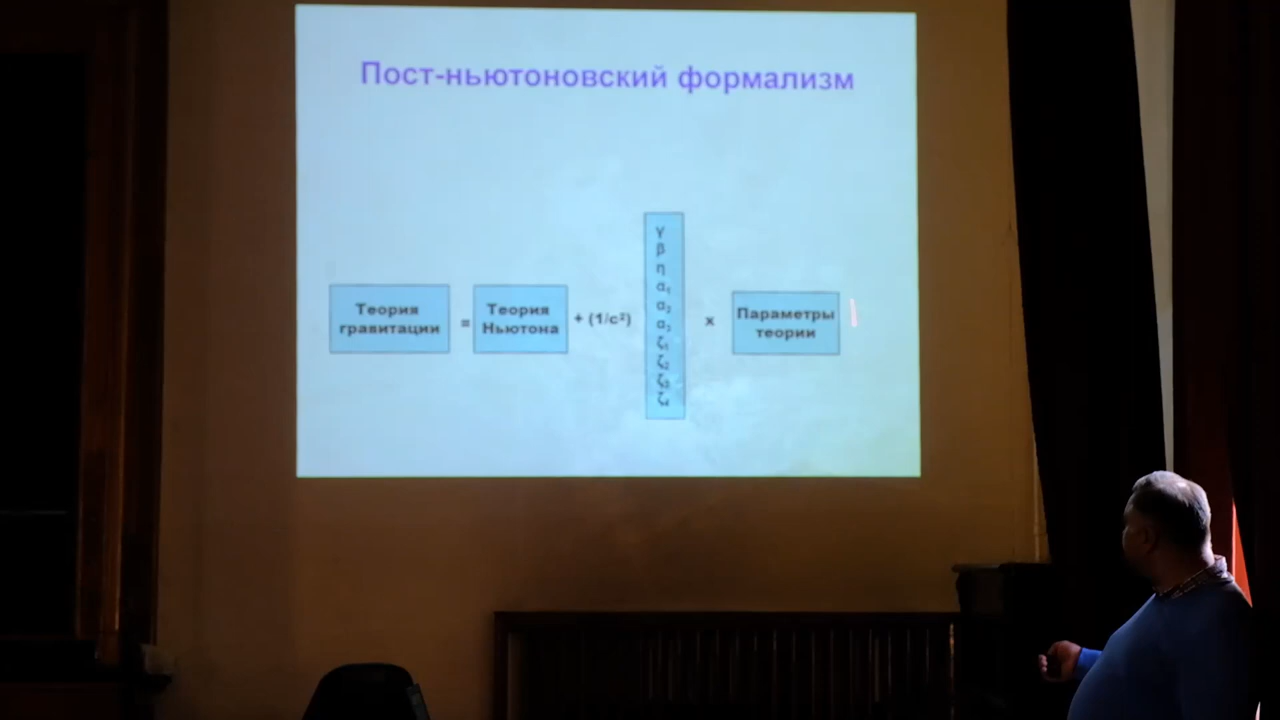 Пост-ньютоновский формализм
Теория
гравитации
=
Теория
Ньютона
+ (1/c²)
γ
β
η
α₁
α₂
α₃
ζ₁
ζ₂
ζ₃
ζ₄
x
Параметры
теории